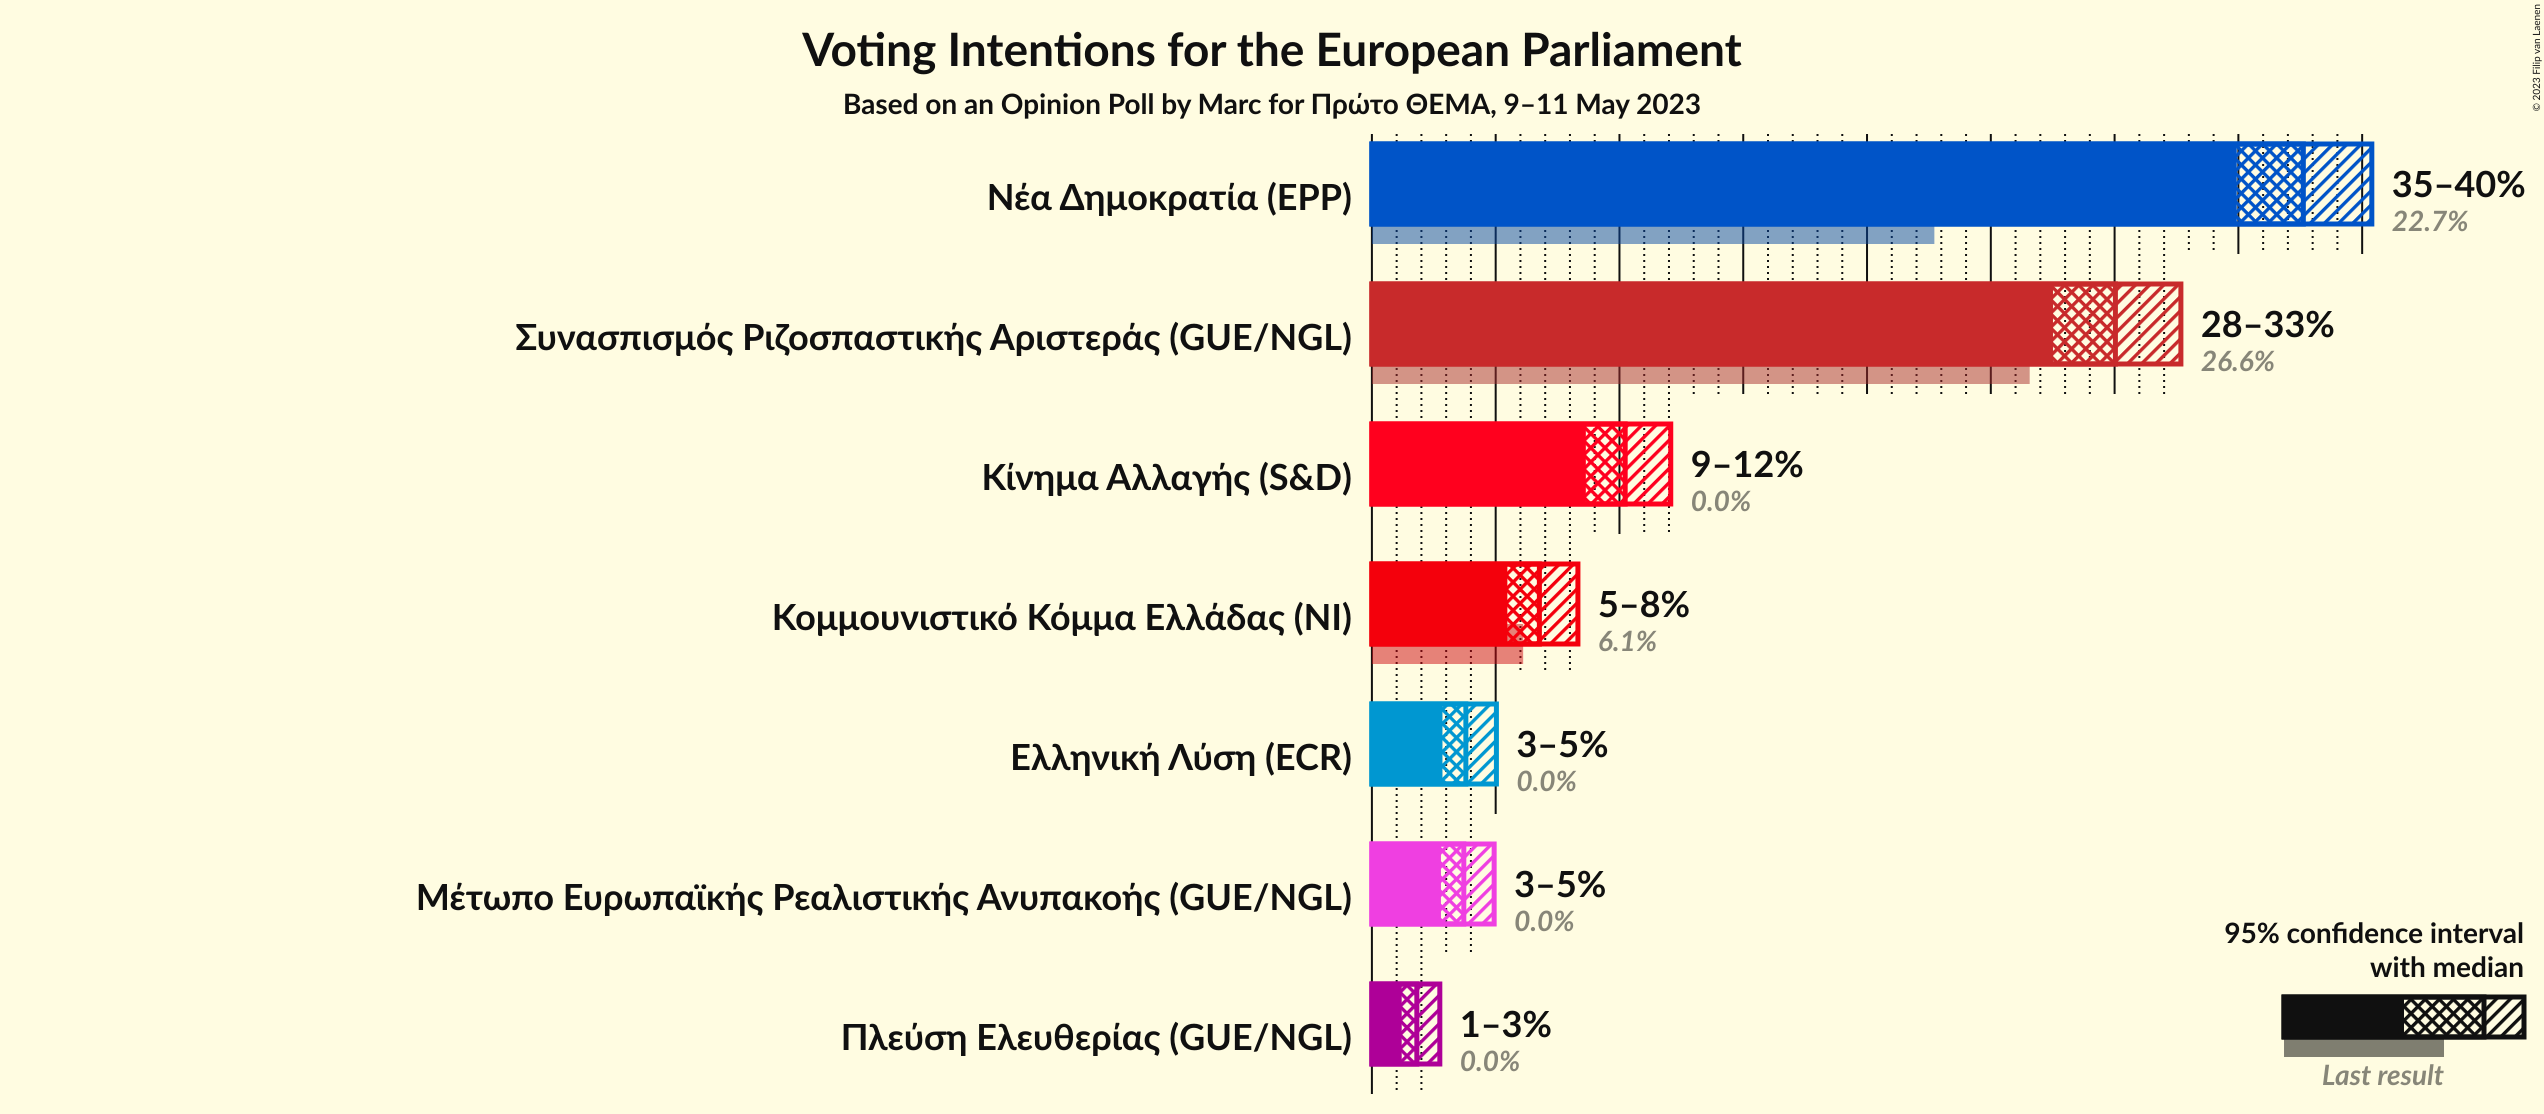 Voting Intentions for the European Parliament
Based on an Opinion Poll by Marc for Πρώτο ΘΕΜΑ, 9–11 May 2023
© 2023 Filip van Laenen
Νέα Δημοκρατία (EPP)
35–40%
22.7%
Συνασπισμός Ριζοσπαστικής Αριστεράς (GUE/NGL)
28–33%
26.6%
Κίνημα Αλλαγής (S&D)
9–12%
0.0%
Κομμουνιστικό Κόμμα Ελλάδας (NI)
5–8%
6.1%
Ελληνική Λύση (ECR)
3–5%
0.0%
Μέτωπο Ευρωπαϊκής Ρεαλιστικής Ανυπακοής (GUE/NGL)
3–5%
0.0%
Πλεύση Ελευθερίας (GUE/NGL)
1–3%
0.0%
95% confidence interval
with median
Last result